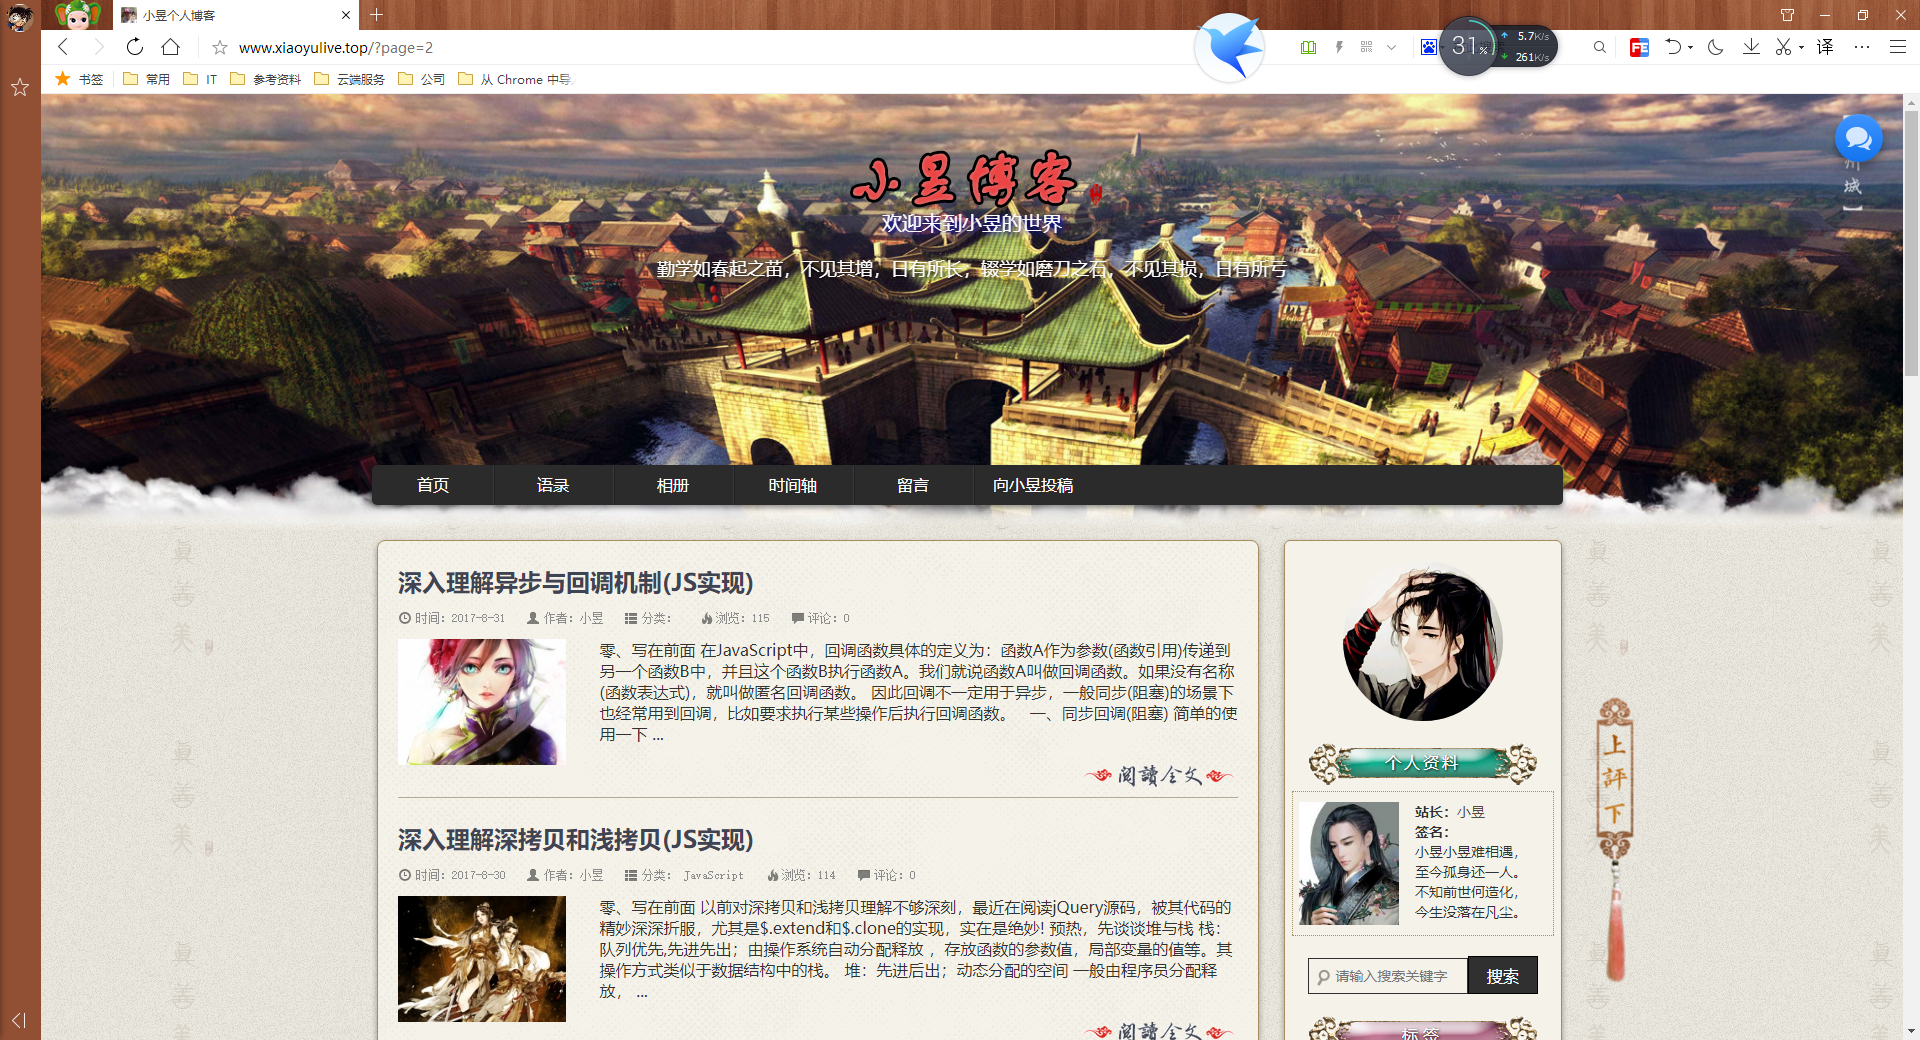 小昱个人博客
www.xiaoyulive.top/?page=2
31%
5.7K/s
261K/s
译
书签 常用 IT 参考资料 云端服务 公司 从 Chrome 中导
小昱博客
欢迎来到小昱的世界
勤学如春起之苗，不见其增，日有所长，辍学如磨刀之石，不见其损，日有所亏
州城
首页 语录 相册 时间轴 留言 向小昱投稿
深入理解异步与回调机制(JS实现)
时间：2017-8-31 作者：小昱 分类： 浏览：115 评论：0
零、写在前面 在JavaScript中，回调函数具体的定义为：函数A作为参数(函数引用)传递到
另一个函数B中，并且这个函数B执行函数A。我们就说函数A叫做回调函数。如果没有名称
(函数表达式)，就叫做匿名回调函数。 因此回调不一定用于异步，一般同步(阻塞)的场景下
也经常用到回调，比如要求执行某些操作后执行回调函数。 一、同步回调(阻塞) 简单的使
用一下 ...
閲讀全文
深入理解深拷贝和浅拷贝(JS实现)
时间：2017-8-30 作者：小昱 分类： JavaScript 浏览：114 评论：0
零、写在前面 以前对深拷贝和浅拷贝理解不够深刻，最近在阅读jQuery源码，被其代码的
精妙深深折服，尤其是$.extend和$.clone的实现，实在是绝妙! 预热，先谈谈堆与栈 栈：
队列优先,先进先出；由操作系统自动分配释放 ，存放函数的参数值，局部变量的值等。其
操作方式类似于数据结构中的栈。 堆：先进后出；动态分配的空间 一般由程序员分配释
放， ...
閲讀全文
个人资料
站长：小昱
签名：
小昱小昱难相遇，
至今孤身还一人。
不知前世何造化，
今生没落在凡尘。
请输入搜索关键字 搜索
标签
上評下
真善美